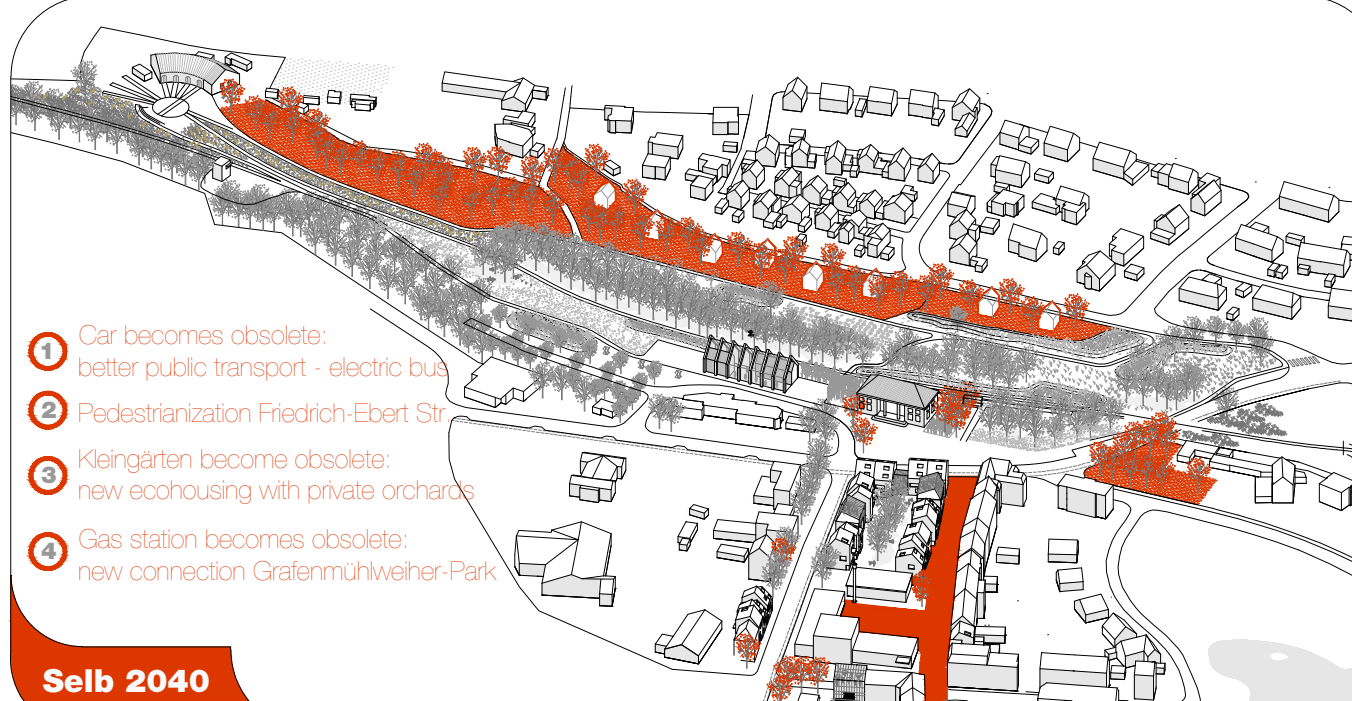 1 Car becomes obsolete:
better public transport - electric bus
2 Pedestrianization Friedrich-Ebert Str
3 Kleingärten become obsolete:
new ecohousing with private orchards
4 Gas station becomes obsolete:
new connection Grafenmühlweiher-Park
Selb 2040